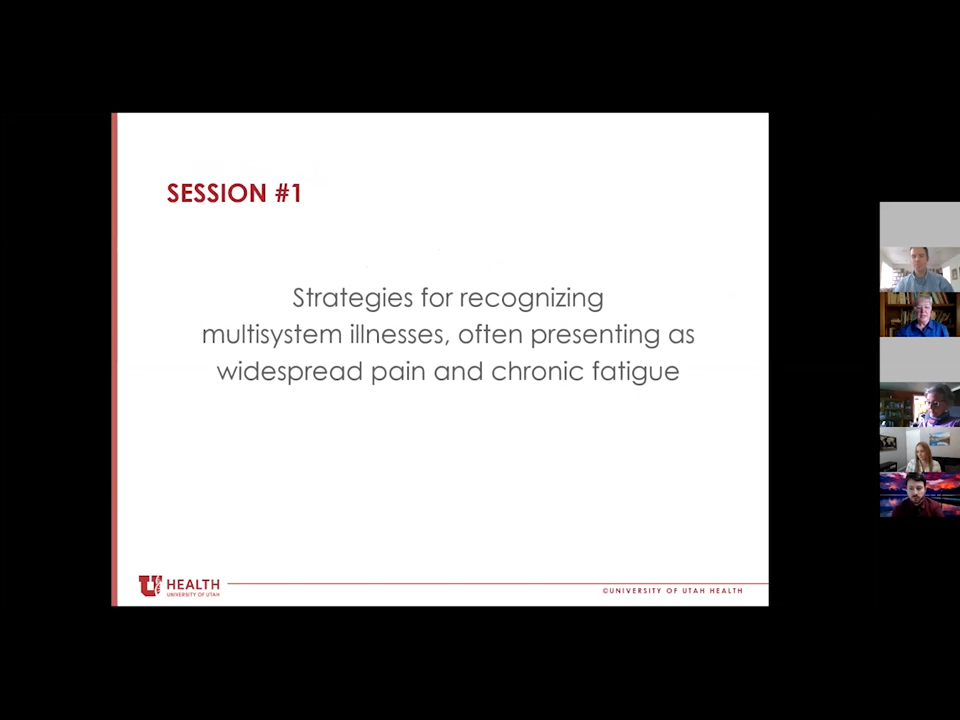 SESSION #1
Strategies for recognizing
multisystem illnesses, often presenting as
widespread pain and chronic fatigue
U HEALTH
UNIVERSITY OF UTAH
©UNIVERSITY OF UTAH HEALTH